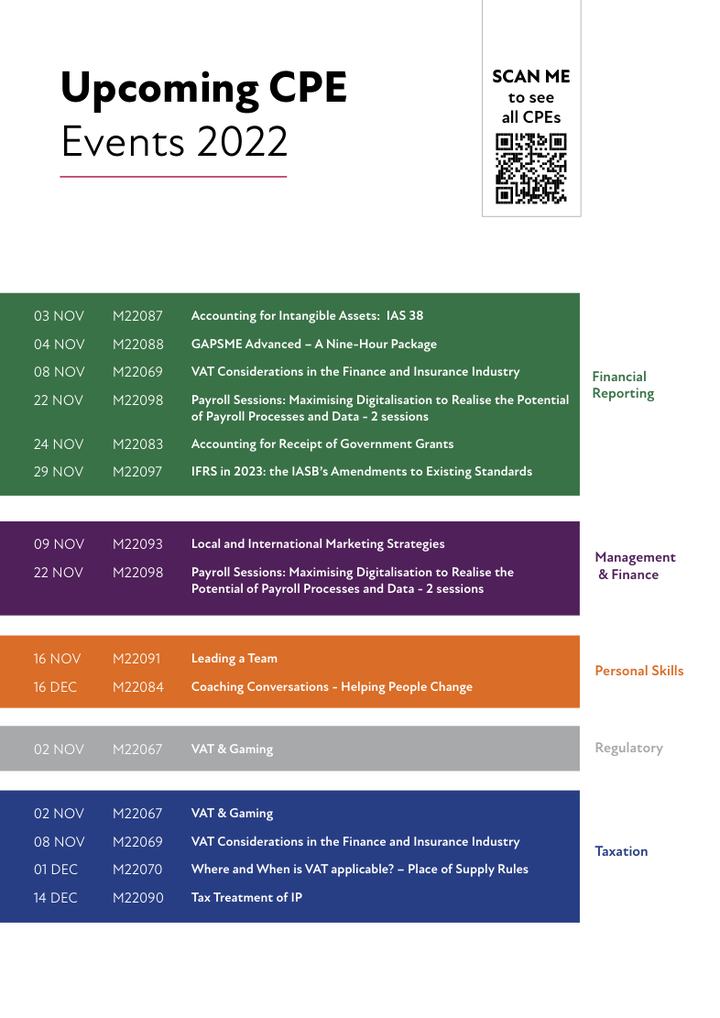 Upcoming CPE
Events 2022
SCAN ME
to see
all CPEs
03 NOV M22087 Accounting for Intangible Assets: IAS 38
04 NOV M22088 GAPSME Advanced – A Nine-Hour Package
08 NOV M22069 VAT Considerations in the Finance and Insurance Industry
22 NOV M22098 Payroll Sessions: Maximising Digitalisation to Realise the Potential
of Payroll Processes and Data - 2 sessions
24 NOV M22083 Accounting for Receipt of Government Grants
29 NOV M22097 IFRS in 2023: the IASB’s Amendments to Existing Standards
Financial
Reporting
09 NOV M22093 Local and International Marketing Strategies
22 NOV M22098 Payroll Sessions: Maximising Digitalisation to Realise the
Potential of Payroll Processes and Data - 2 sessions
Management
& Finance
16 NOV M22091 Leading a Team
16 DEC M22084 Coaching Conversations - Helping People Change
Personal Skills
02 NOV M22067 VAT & Gaming
Regulatory
02 NOV M22067 VAT & Gaming
08 NOV M22069 VAT Considerations in the Finance and Insurance Industry
01 DEC M22070 Where and When is VAT applicable? – Place of Supply Rules
14 DEC M22090 Tax Treatment of IP
Taxation